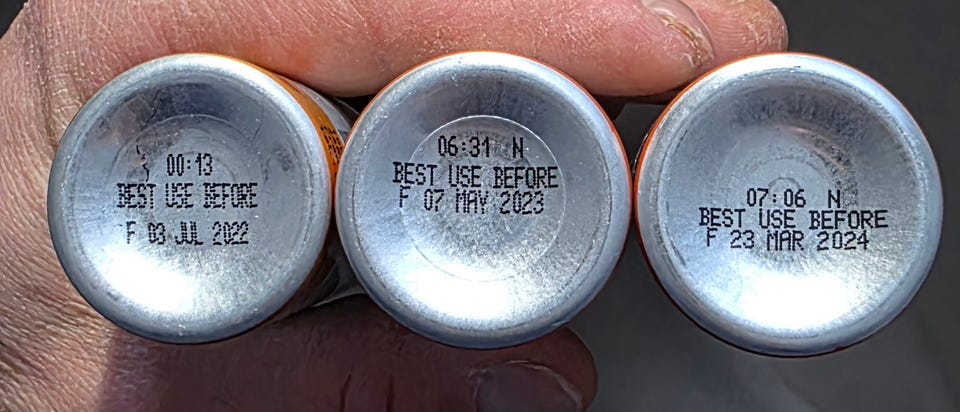 00:13
BEST USE BEFORE
F 03 JUL 2022
06:31 N
BEST USE BEFORE
F 07 MAY 2023
07:06 N
BEST USE BEFORE
F 23 MAR 2024